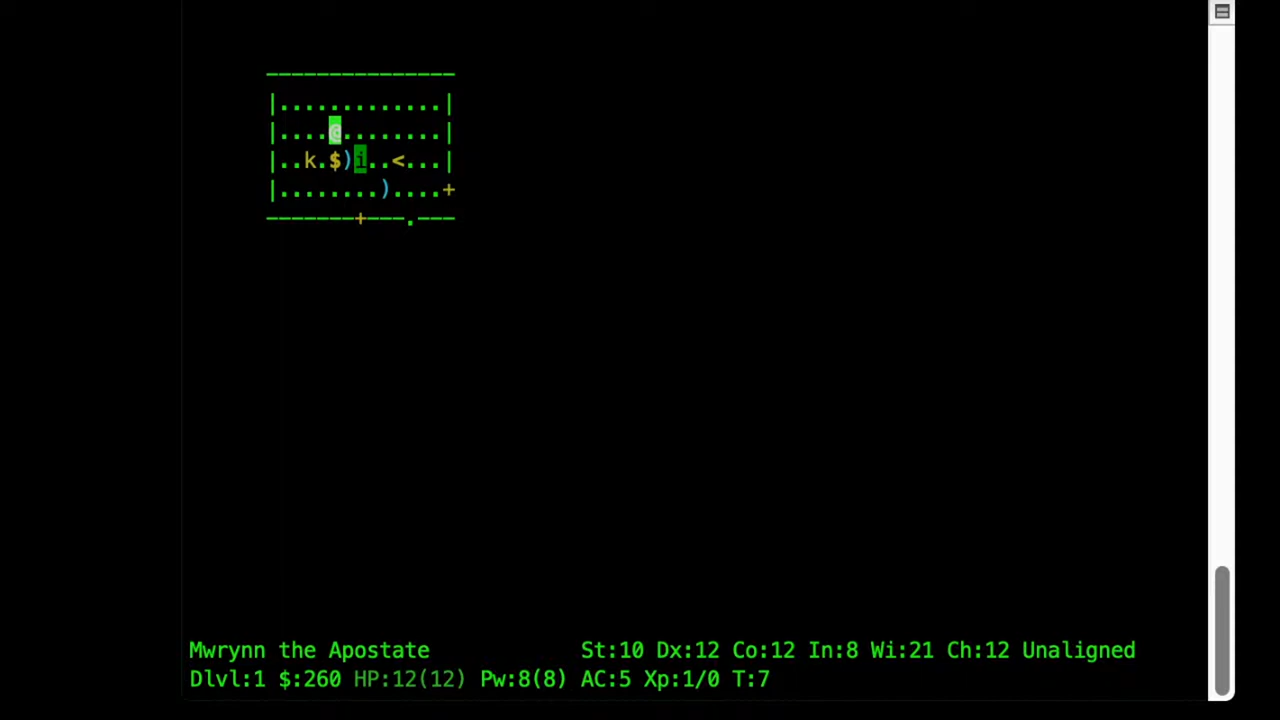 ---------------
|............|
|....@.......|
|..k.$)i..<...|
|........)....+
-------+---.---
Mwrynn the Apostate St:10 Dx:12 Co:12 In:8 Wi:21 Ch:12 Unaligned
Dlvl:1 $:260 HP:12(12) Pw:8(8) AC:5 Xp:1/0 T:7